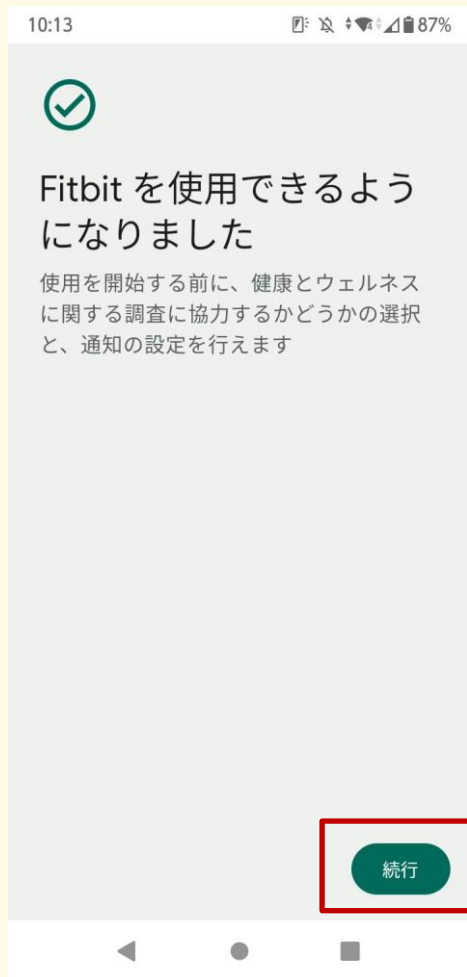 10:13 87%
Fitbit を使用できるよう
になりました
使用を開始する前に、健康とウェルネス
に関する調査に協力するかどうかの選択
と、通知の設定を行えます
続行